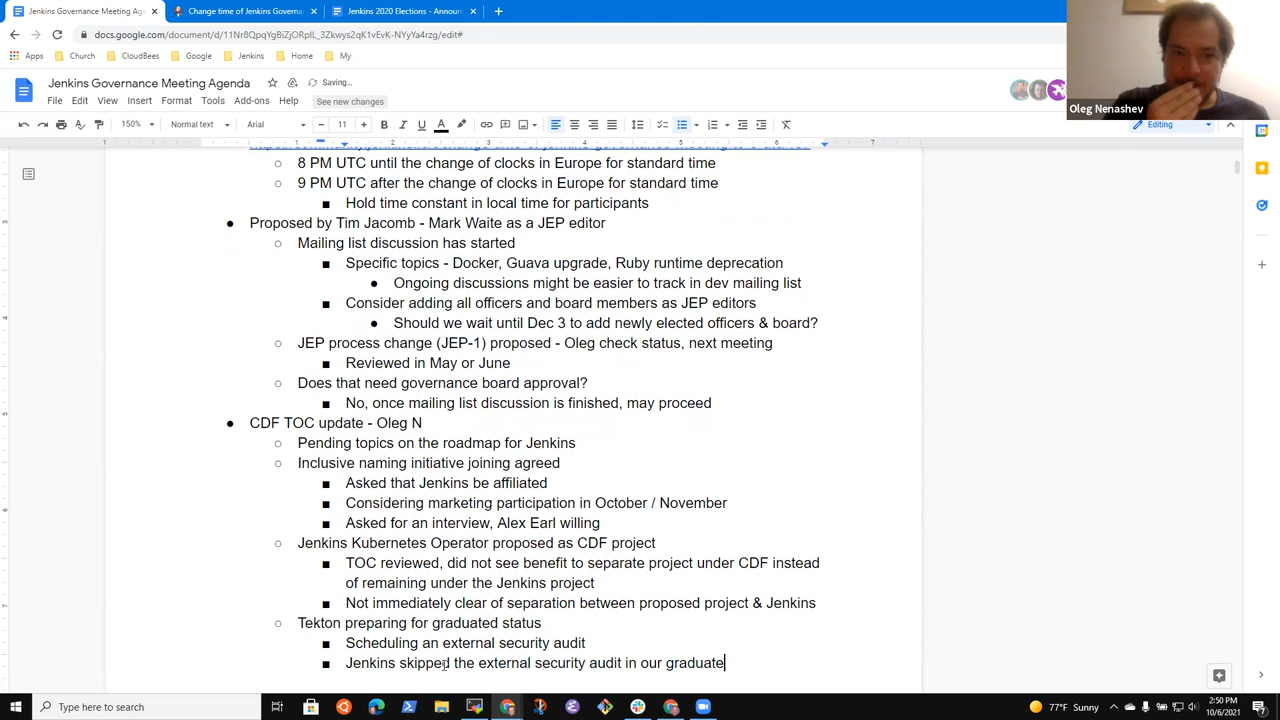 Jenkins Governance Meeting Age
Change time of Jenkins Governa
Jenkins 2020 Elections - Announ
docs.google.com/document/d/11Nr8QpqYgBiZjORpIL_3Zkwys2qK1vEvK-NYyYa4rzg/edit#
Apps
Church
CloudBees
Google
Jenkins
Home
My
Jenkins Governance Meeting Agenda
Saving...
File Edit View Insert Format Tools Add-ons Help
See new changes
Oleg Nenashev
150%
Normal text
Arial
11
Editing
8 PM UTC until the change of clocks in Europe for standard time
9 PM UTC after the change of clocks in Europe for standard time
Hold time constant in local time for participants
Proposed by Tim Jacomb - Mark Waite as a JEP editor
Mailing list discussion has started
Specific topics - Docker, Guava upgrade, Ruby runtime deprecation
Ongoing discussions might be easier to track in dev mailing list
Consider adding all officers and board members as JEP editors
Should we wait until Dec 3 to add newly elected officers & board?
JEP process change (JEP-1) proposed - Oleg check status, next meeting
Reviewed in May or June
Does that need governance board approval?
No, once mailing list discussion is finished, may proceed
CDF TOC update - Oleg N
Pending topics on the roadmap for Jenkins
Inclusive naming initiative joining agreed
Asked that Jenkins be affiliated
Considering marketing participation in October / November
Asked for an interview, Alex Earl willing
Jenkins Kubernetes Operator proposed as CDF project
TOC reviewed, did not see benefit to separate project under CDF instead
of remaining under the Jenkins project
Not immediately clear of separation between proposed project & Jenkins
Tekton preparing for graduated status
Scheduling an external security audit
Jenkins skipped the external security audit in our graduate
Type here to search
77°F Sunny
2:50 PM
10/6/2021